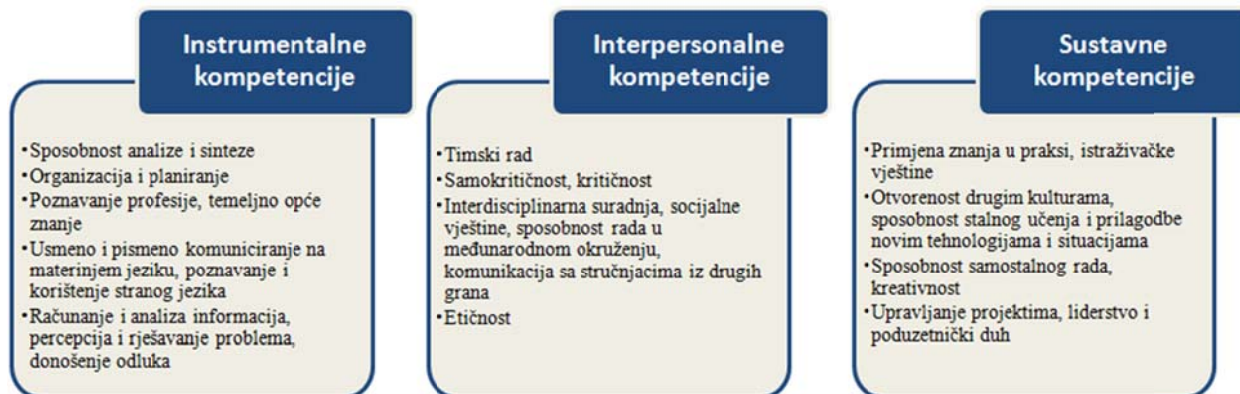 Instrumentalne
kompetencije
•Sposobnost analize i sinteze
•Organizacija i planiranje
•Poznavanje profesije, temeljno opće
znanje
•Usmeno i pismeno komuniciranje na
materinjem jeziku, poznavanje i
korištenje stranog jezika
•Računanje i analiza informacija,
percepcija i rješavanje problema,
donošenje odluka
Interpersonalne
kompetencije
•Timski rad
•Samokritičnost, kritičnost
•Interdisciplinarna suradnja, socijalne
vještine, sposobnost rada u
međunarodnom okruženju,
komunikacija sa stručnjacima iz drugih
grana
•Etičnost
Sustavne
kompetencije
•Primjena znanja u praksi, istraživačke
vještine
•Otvorenost drugim kulturama,
sposobnost stalnog učenja i prilagodbe
novim tehnologijama i situacijama
•Sposobnost samostalnog rada,
kreativnost
•Upravljanje projektima, liderstvo i
poduzetnički duh